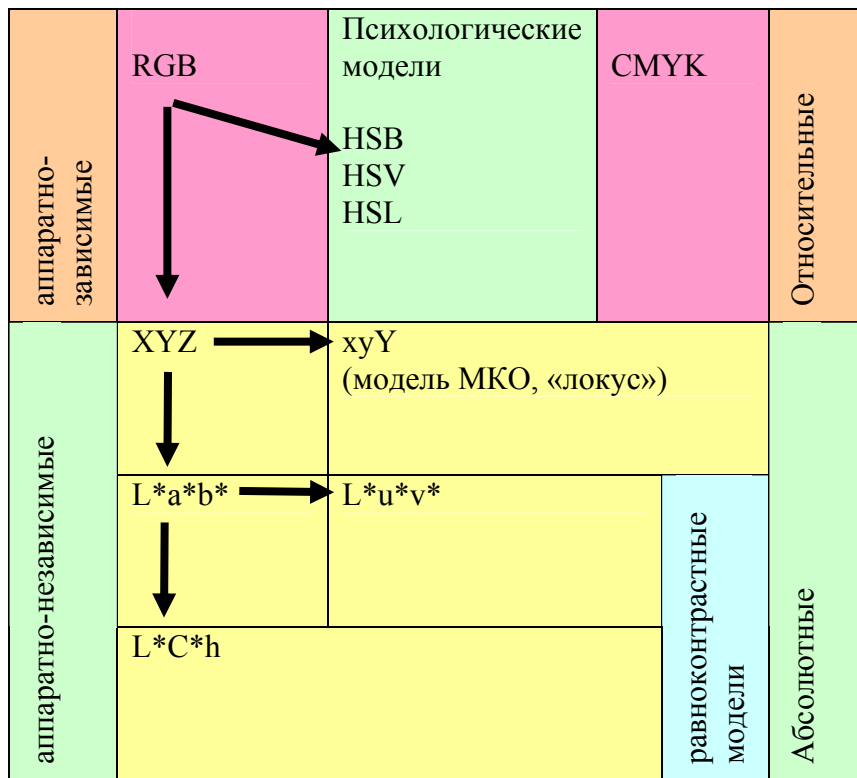 аппаратно-
зависимые
RGB
Психологические
модели
HSB
HSV
HSL
CMYK
Относительные
аппаратно-независимые
XYZ
xyY
(модель МКО, «локус»)
L*a*b*
L*u*v*
L*C*h
равноконтрастные
модели
Абсолютные